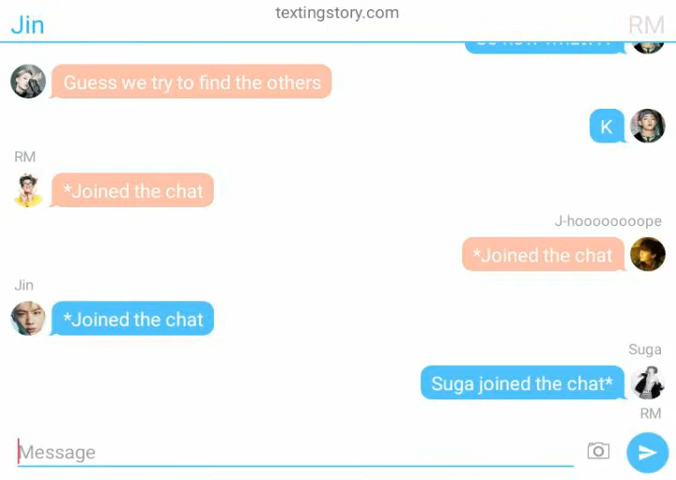 textingstory.com
Jin
RM
Guess we try to find the others
K
RM
*Joined the chat
J-hooooooooope
*Joined the chat
Jin
*Joined the chat
Suga
Suga joined the chat*
RM
Message